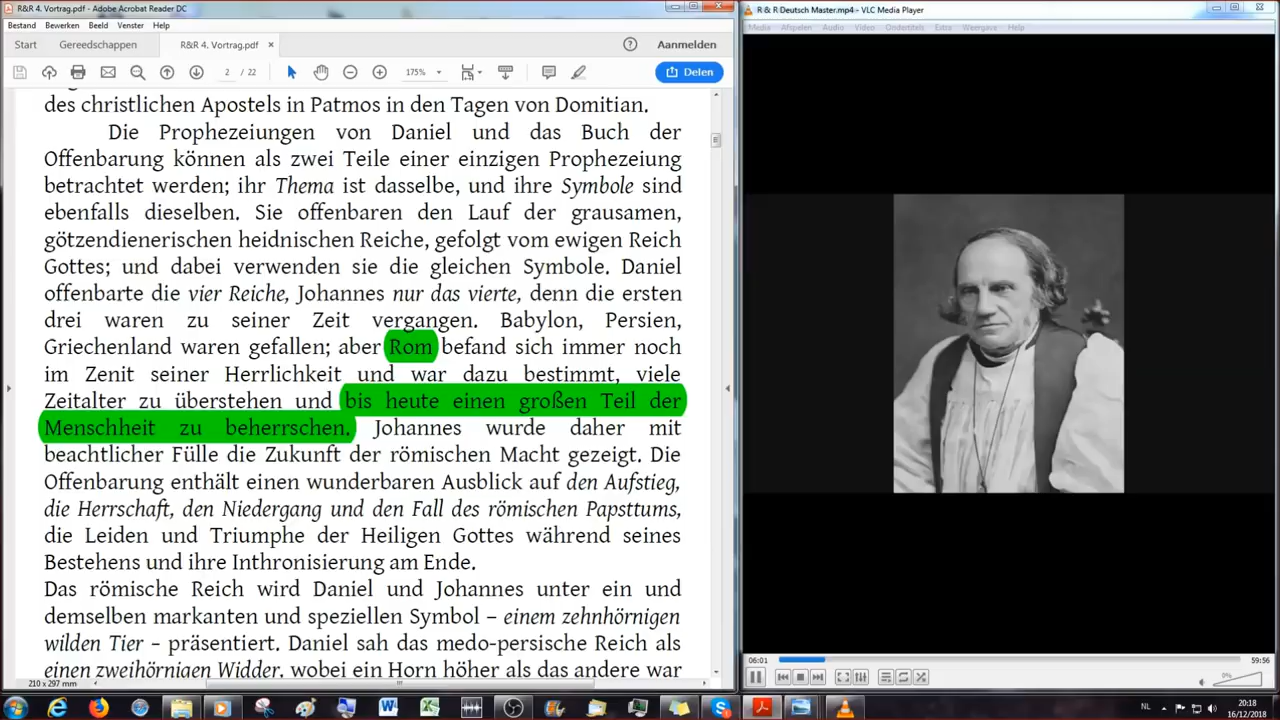 R&R 4. Vortrag.pdf - Adobe Acrobat Reader DC
Bestand Bewerken Beeld Venster Help
Start Gereedschappen R&R 4. Vortrag.pdf × Aanmelden
2 / 22 175% Delen
des christlichen Apostels in Patmos in den Tagen von Domitian.
Die Prophezeiungen von Daniel und das Buch der
Offenbarung können als zwei Teile einer einzigen Prophezeiung
betrachtet werden; ihr Thema ist dasselbe, und ihre Symbole sind
ebenfalls dieselben. Sie offenbaren den Lauf der grausamen,
götzendienerischen heidnischen Reiche, gefolgt vom ewigen Reich
Gottes; und dabei verwenden sie die gleichen Symbole. Daniel
offenbarte die vier Reiche, Johannes nur das vierte, denn die ersten
drei waren zu seiner Zeit vergangen. Babylon, Persien,
Griechenland waren gefallen; aber Rom befand sich immer noch
im Zenit seiner Herrlichkeit und war dazu bestimmt, viele
Zeitalter zu überstehen und bis heute einen großen Teil der
Menschheit zu beherrschen. Johannes wurde daher mit
beachtlicher Fülle die Zukunft der römischen Macht gezeigt. Die
Offenbarung enthält einen wunderbaren Ausblick auf den Aufstieg,
die Herrschaft, den Niedergang und den Fall des römischen Papsttums,
die Leiden und Triumphe der Heiligen Gottes während seines
Bestehens und ihre Inthronisierung am Ende.
Das römische Reich wird Daniel und Johannes unter ein und
demselben markanten und speziellen Symbol – einem zehnhörnigen
wilden Tier – präsentiert. Daniel sah das medo-persische Reich als
einen zweihörnigen Widder, wobei ein Horn höher als das andere war
210 x 297 mm
R & R Deutsch Master.mp4 - VLC Media Player
Media Afspelen Audio Video Ondertitels Extra Weergave Help
06:01 59:56
0%
NL 20:18
16/12/2018